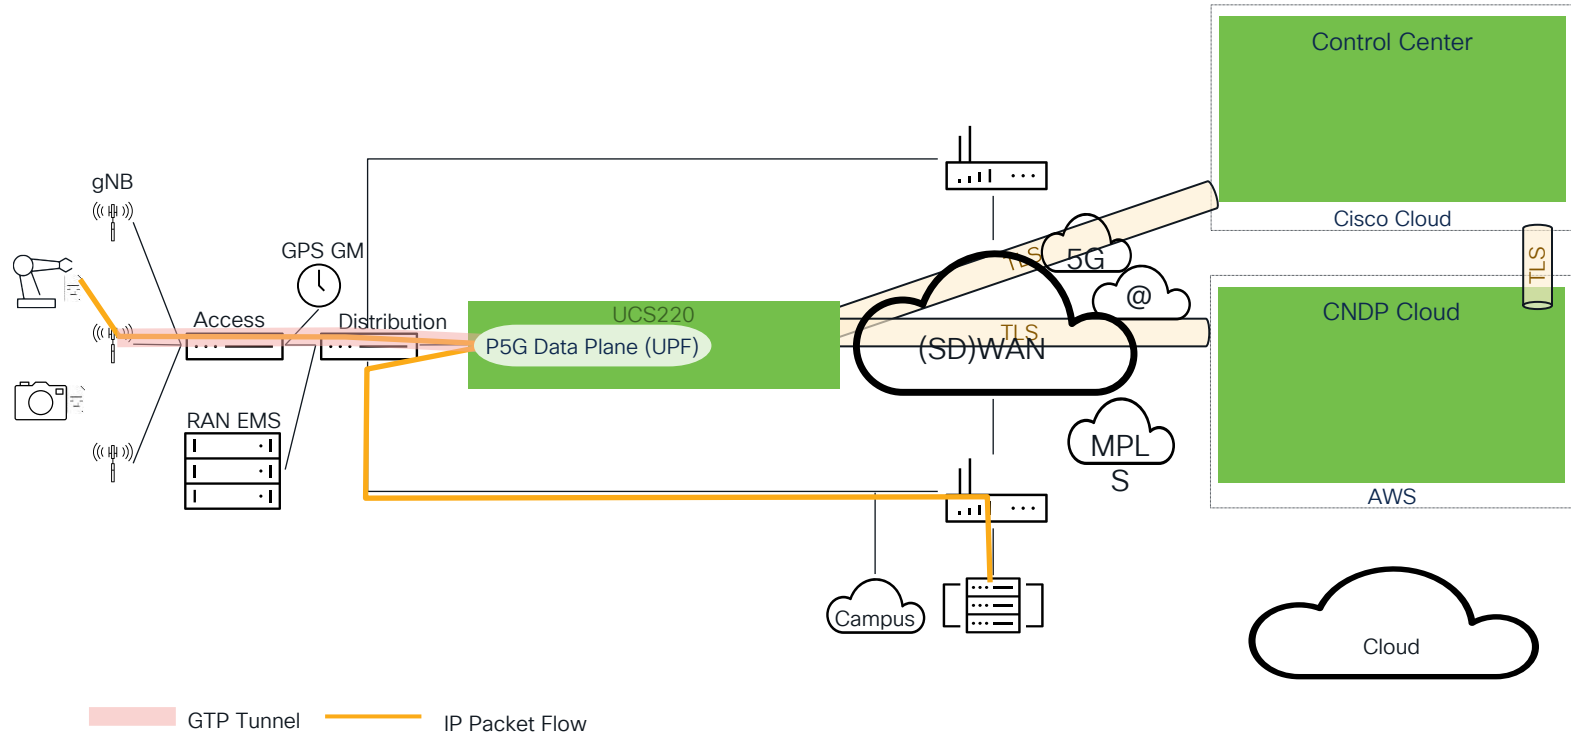 Control Center
Cisco Cloud
gNB
GPS GM
5G
TLS
TLS
@
Access
Distribution
UCS220
P5G Data Plane (UPF)
TLS
(SD)WAN
CNDP Cloud
RAN EMS
MPL
S
AWS
Campus
Cloud
GTP Tunnel
IP Packet Flow